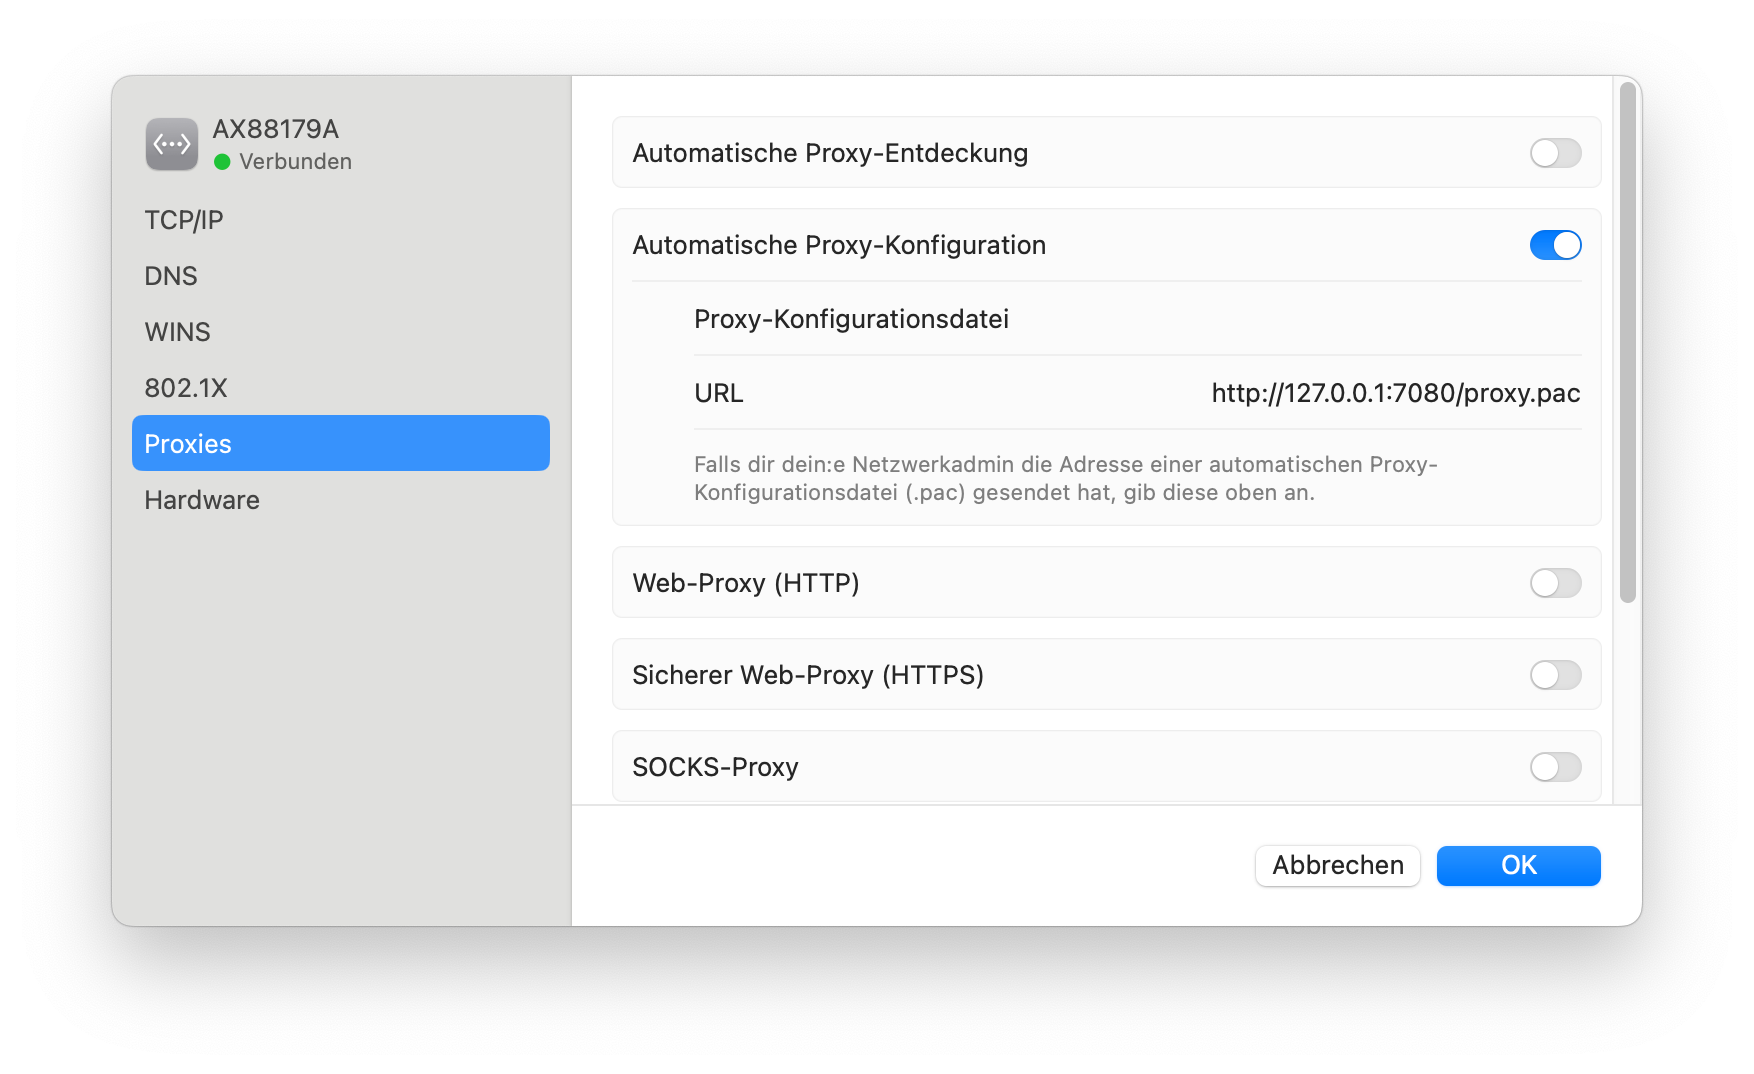 AX88179A
Verbunden
TCP/IP
DNS
WINS
802.1X
Proxies
Hardware
Automatische Proxy-Entdeckung
Automatische Proxy-Konfiguration
Proxy-Konfigurationsdatei
URL http://127.0.0.1:7080/proxy.pac
Falls dir dein:e Netzwerkadmin die Adresse einer automatischen Proxy-
Konfigurationsdatei (.pac) gesendet hat, gib diese oben an.
Web-Proxy (HTTP)
Sicherer Web-Proxy (HTTPS)
SOCKS-Proxy
Abbrechen OK